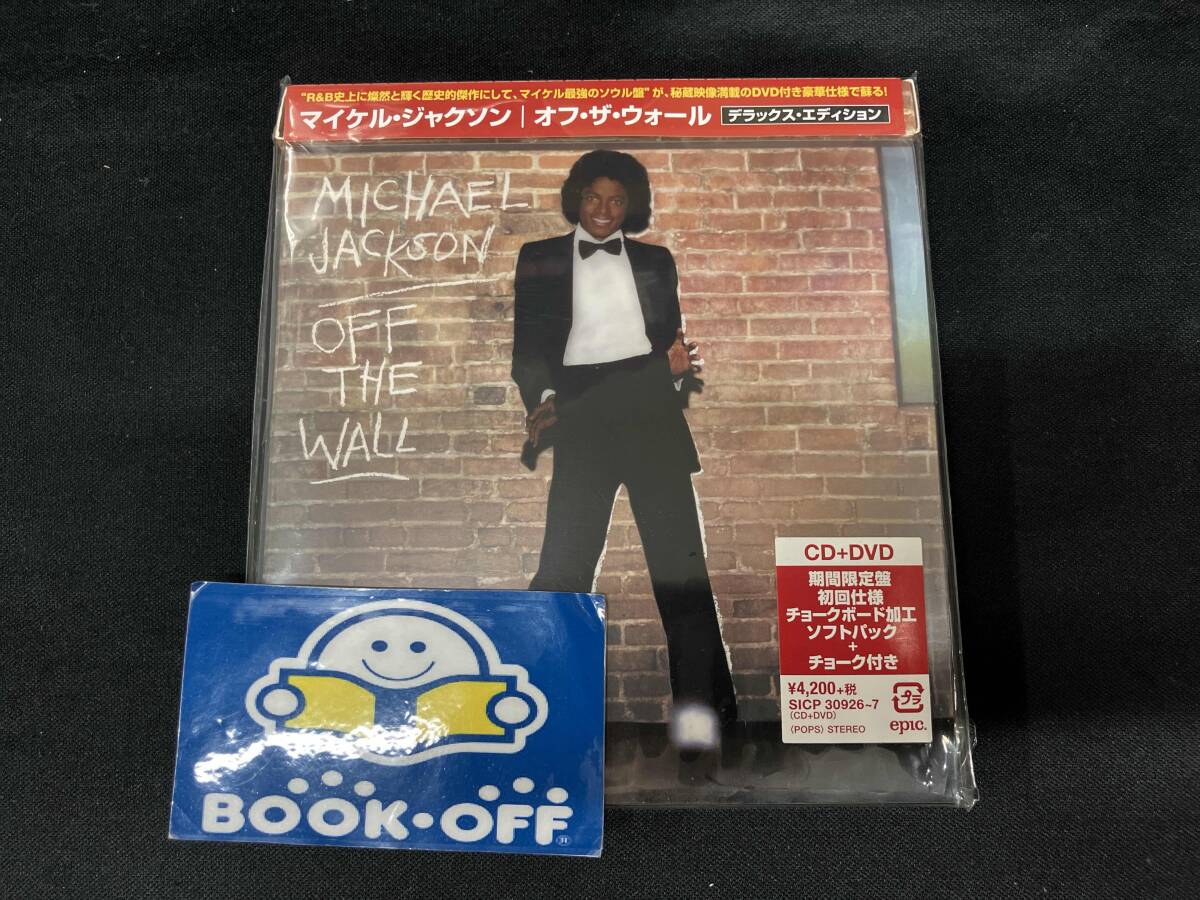 “R&B史上に燦然と輝く歴史的傑作にして、マイケル最強のソウル盤”が、秘蔵映像満載のDVD付き豪華仕様で蘇る!
マイケル・ジャクソン｜オフ・ザ・ウォール デラックス・エディション
MICHAEL
JACKSON
OFF
THE
WALL
CD+DVD
期間限定盤
初回仕様
チョークボード加工
ソフトパック
+
チョーク付き
¥4,200+税
SICP 30926~7
(CD+DVD)
(POPS) STEREO
プラ
epic.
BOOK・OFF